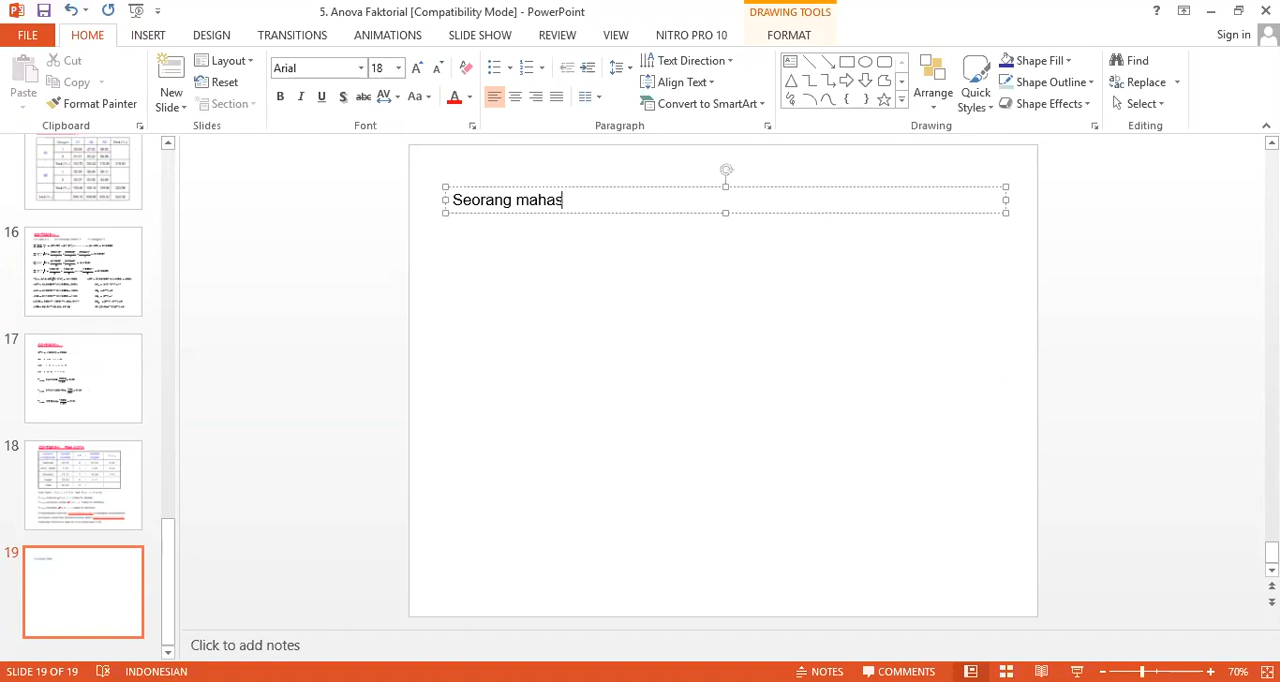 5. Anova Faktorial [Compatibility Mode] - PowerPoint
DRAWING TOOLS
?
FILE HOME INSERT DESIGN TRANSITIONS ANIMATIONS SLIDE SHOW REVIEW VIEW NITRO PRO 10 FORMAT Sign in
Paste
Cut
Copy
Format Painter
Clipboard
New Slide
Layout
Reset
Section
Slides
Arial 18
B I U S abc AV Aa A
Font
Text Direction
Align Text
Convert to SmartArt
Paragraph
Arrange
Quick Styles
Shape Fill
Shape Outline
Shape Effects
Drawing
Find
Replace
Select
Editing
Seorang mahas
16
17
18
19
Click to add notes
SLIDE 19 OF 19 INDONESIAN NOTES COMMENTS 70%